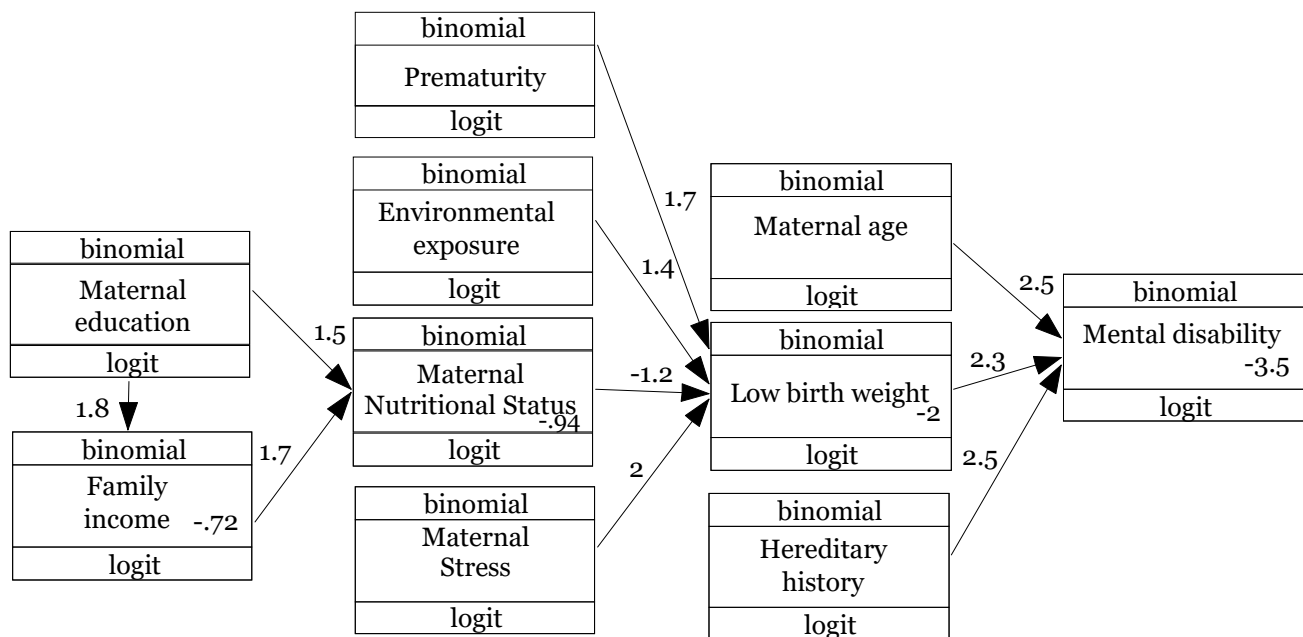 binomial
Prematurity
logit
binomial
Environmental
exposure
logit
1.7
1.4
binomial
Maternal age
logit
2.5
binomial
Maternal
education
logit
1.5
1.8
binomial
Maternal
Nutritional Status
-.94
logit
-1.2
binomial
Low birth weight
-2
logit
2.3
binomial
Mental disability
-3.5
logit
binomial
Family
income
-.72
logit
1.7
binomial
Maternal
Stress
logit
2
binomial
Hereditary
history
logit
2.5